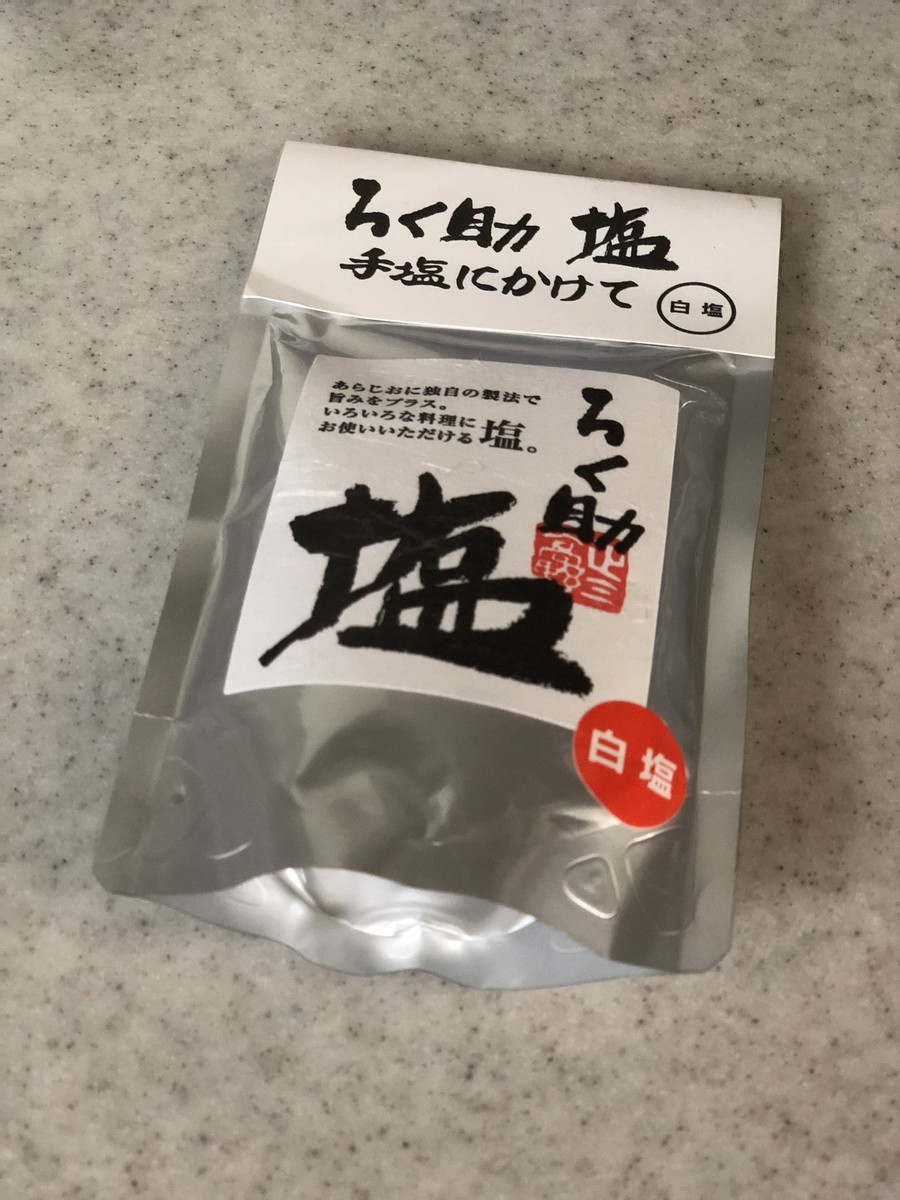 ろく助 塩
手塩にかけて
白塩
あらじおに独自の製法で
旨みをプラス。
いろいろな料理に
お使いいただける 塩。
ろく助
塩
白塩